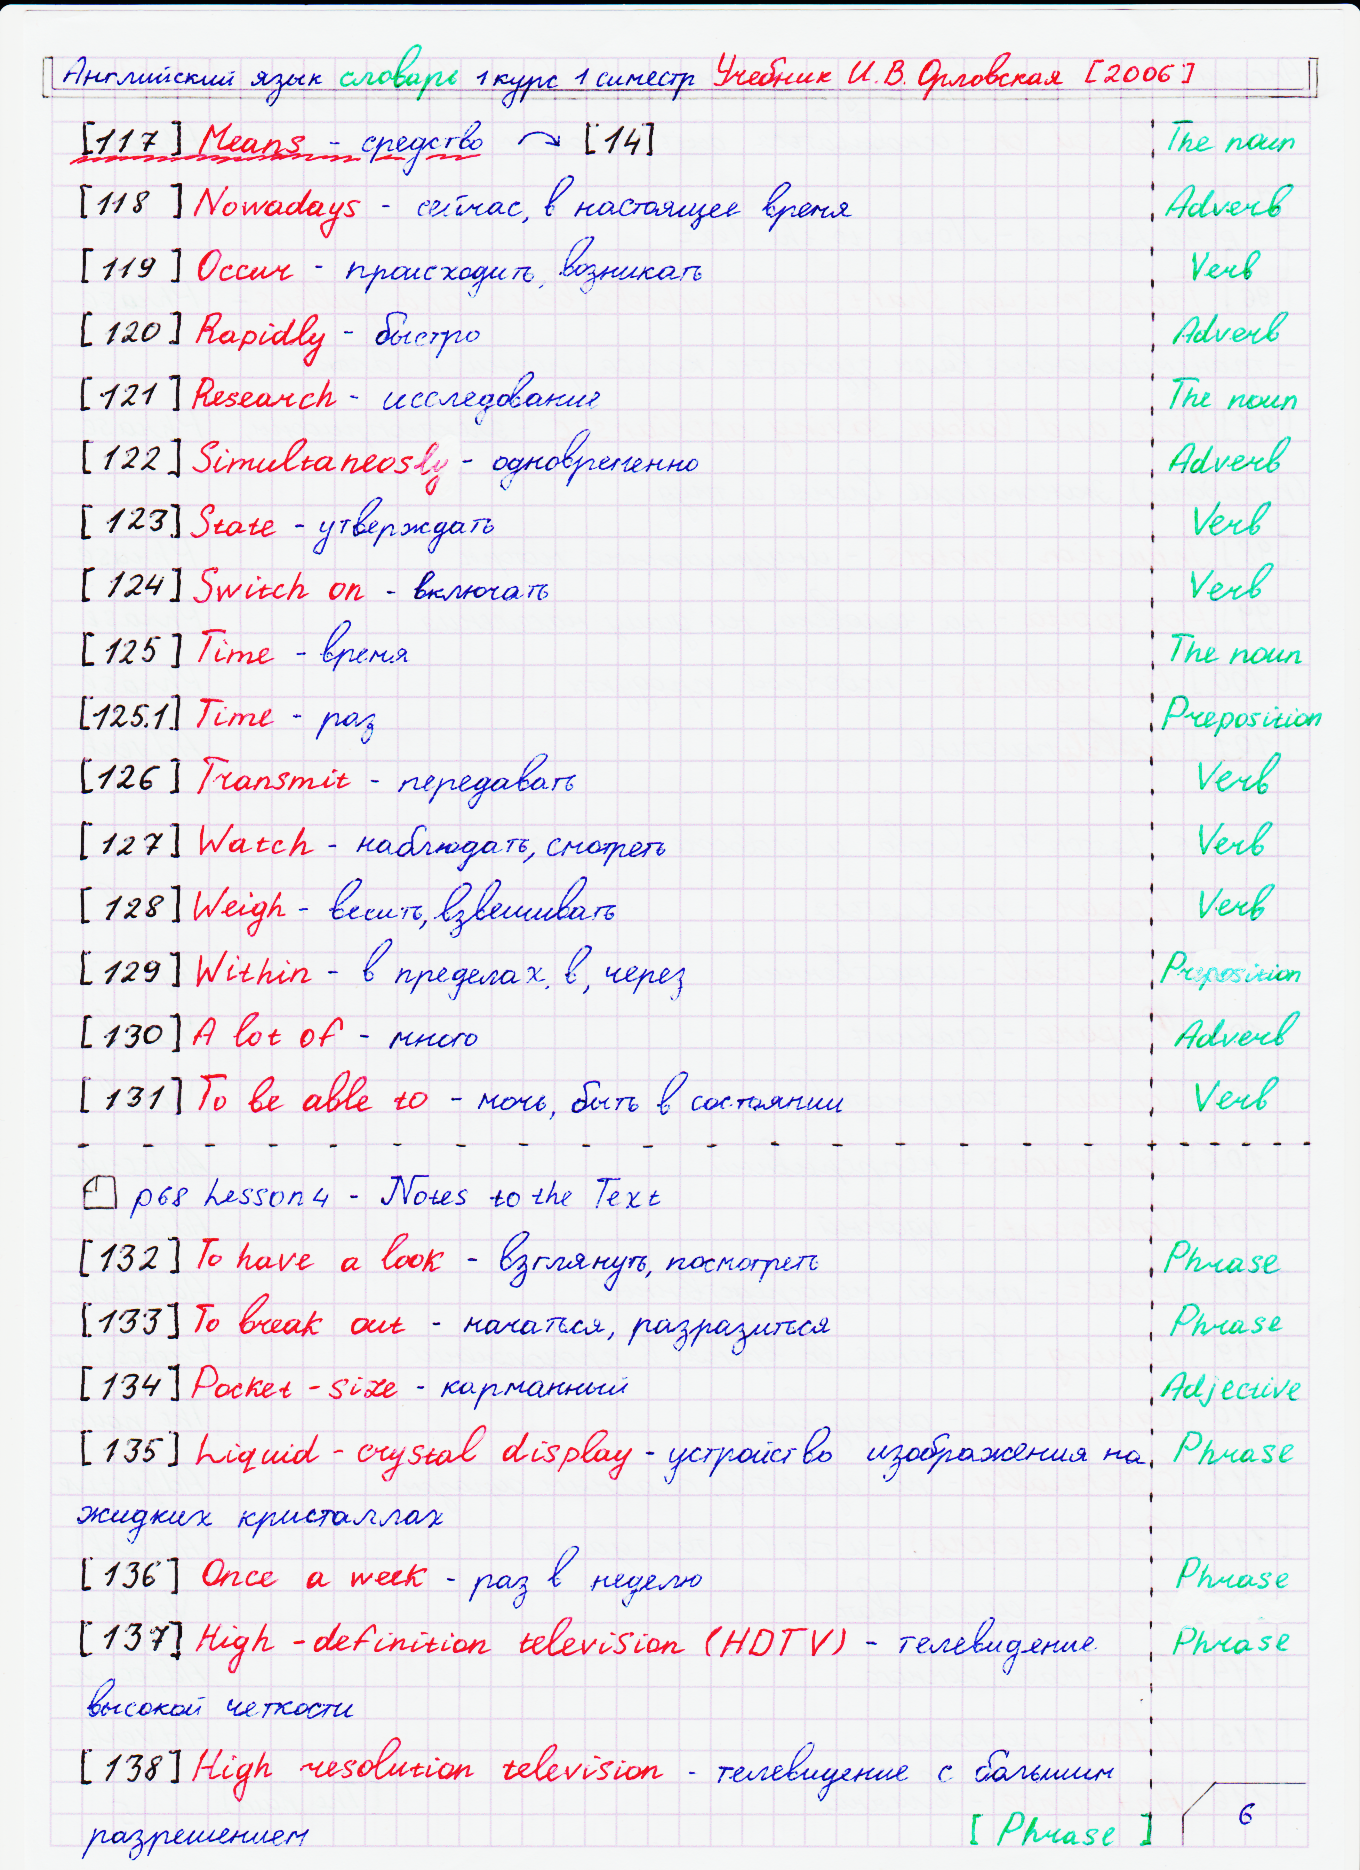 Английский язык словарь 1 курс 1 симестр Учебник И.В. Орловская [2006]
[117] Means - средство → [14] The noun
[118] Nowadays - сейчас, в настоящее время Adverb
[119] Occur - происходить, возникать Verb
[120] Rapidly - быстро Adverb
[121] Research - исследование The noun
[122] Simultaneosly - одновременно Adverb
[123] State - утверждать Verb
[124] Switch on - включать Verb
[125] Time - время The noun
[125.1] Time - раз Preposition
[126] Transmit - передавать Verb
[127] Watch - наблюдать, смотреть Verb
[128] Weigh - весить, взвешивать Verb
[129] Within - в пределах, в, через Preposition
[130] A lot of - много Adverb
[131] To be able to - мочь, быть в состоянии Verb
p68 Lesson 4 - Notes to the Text
[132] To have a look - взглянуть, посмотреть Phrase
[133] To break out - начаться, разразиться Phrase
[134] Pocket-size - карманный Adjective
[135] Liquid-crystal display - устройство изображения на Phrase
жидких кристаллах
[136] Once a week - раз в неделю Phrase
[137] High-definition television (HDTV) - телевидение Phrase
высокой четкости
[138] High resolution television - телевидение с большим
разрешением [Phrase] 6